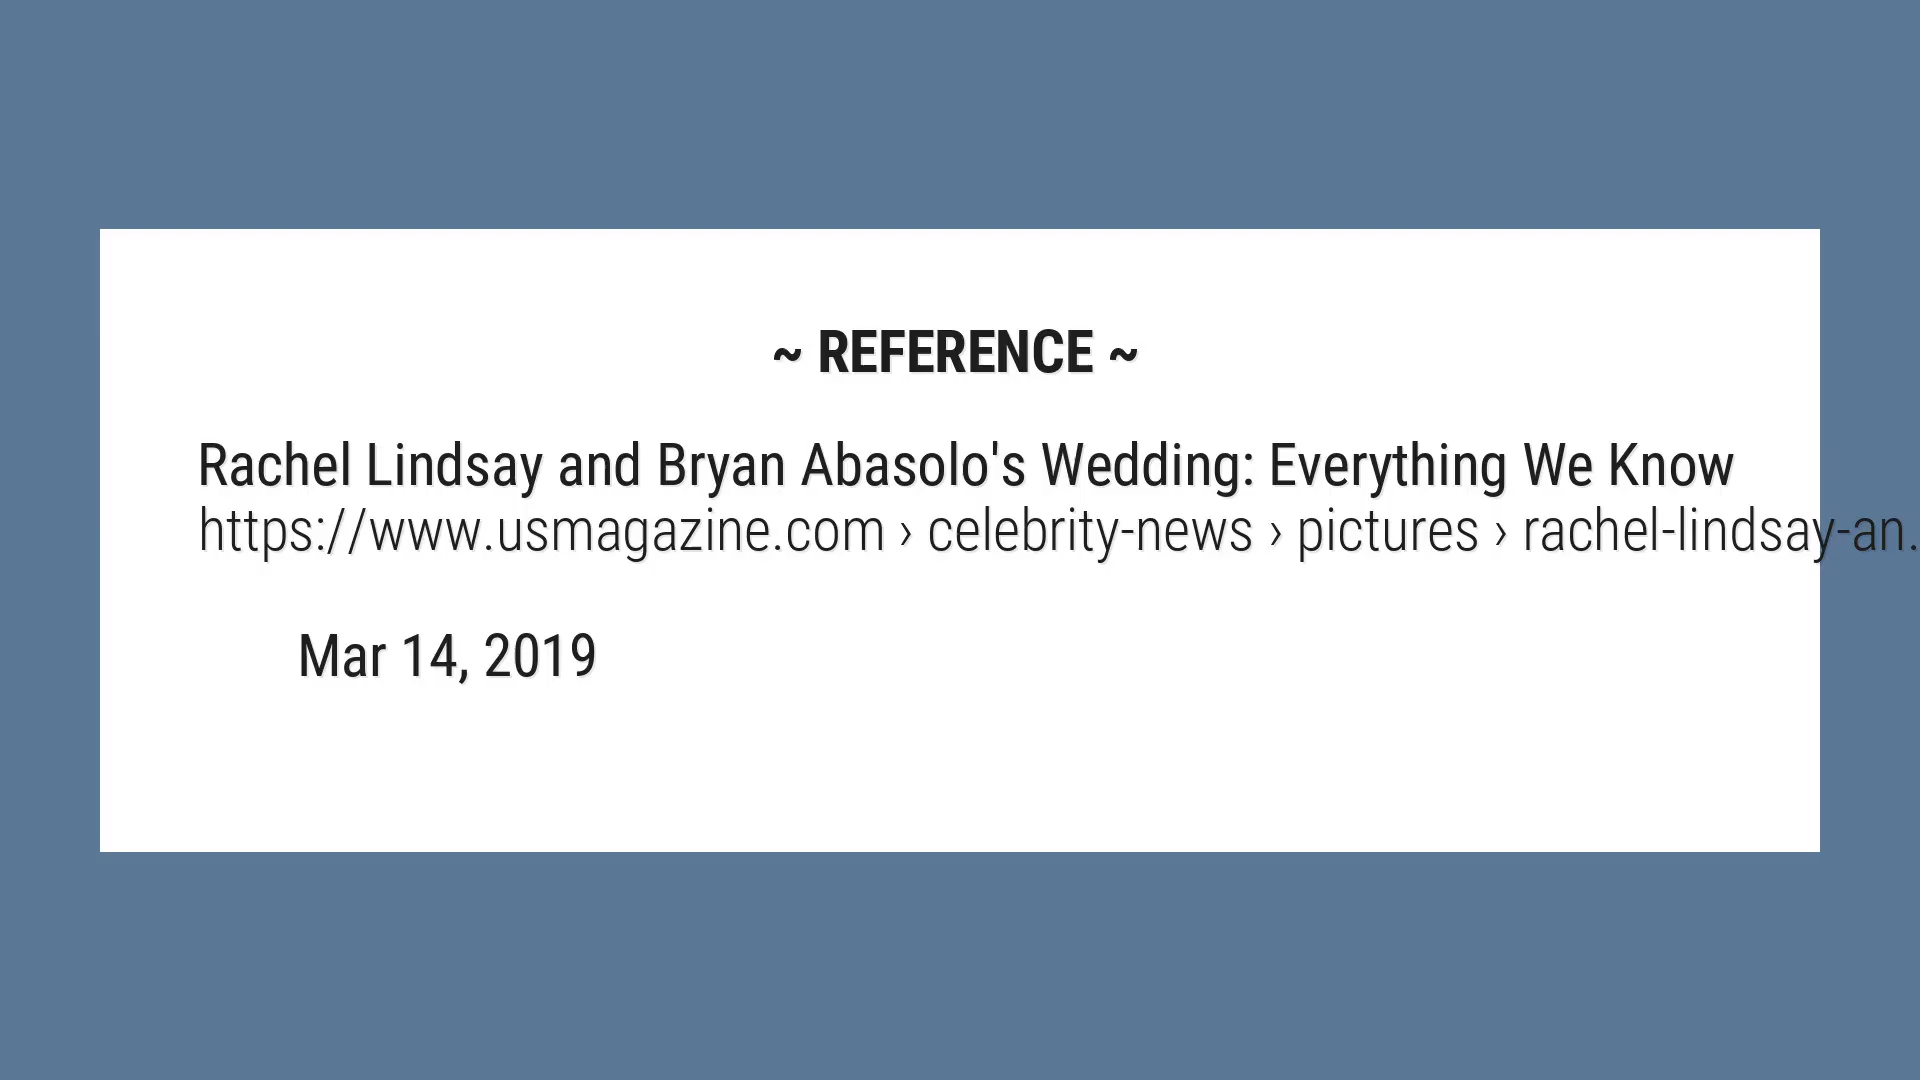 ~ REFERENCE ~
Rachel Lindsay and Bryan Abasolo's Wedding: Everything We Know
https://www.usmagazine.com › celebrity-news › pictures › rachel-lindsay-an.
Mar 14, 2019